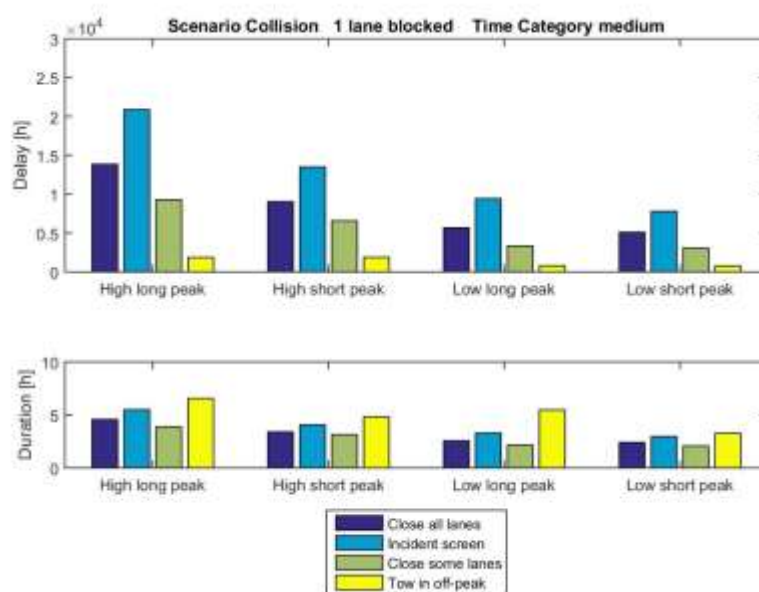 Scenario Collision 1 lane blocked Time Category medium
×10⁴
Delay [h]
3
2.5
2
1.5
1
0.5
0
High long peak High short peak Low long peak Low short peak
Duration [h]
10
5
0
High long peak High short peak Low long peak Low short peak
Close all lanes
Incident screen
Close some lanes
Tow in off-peak